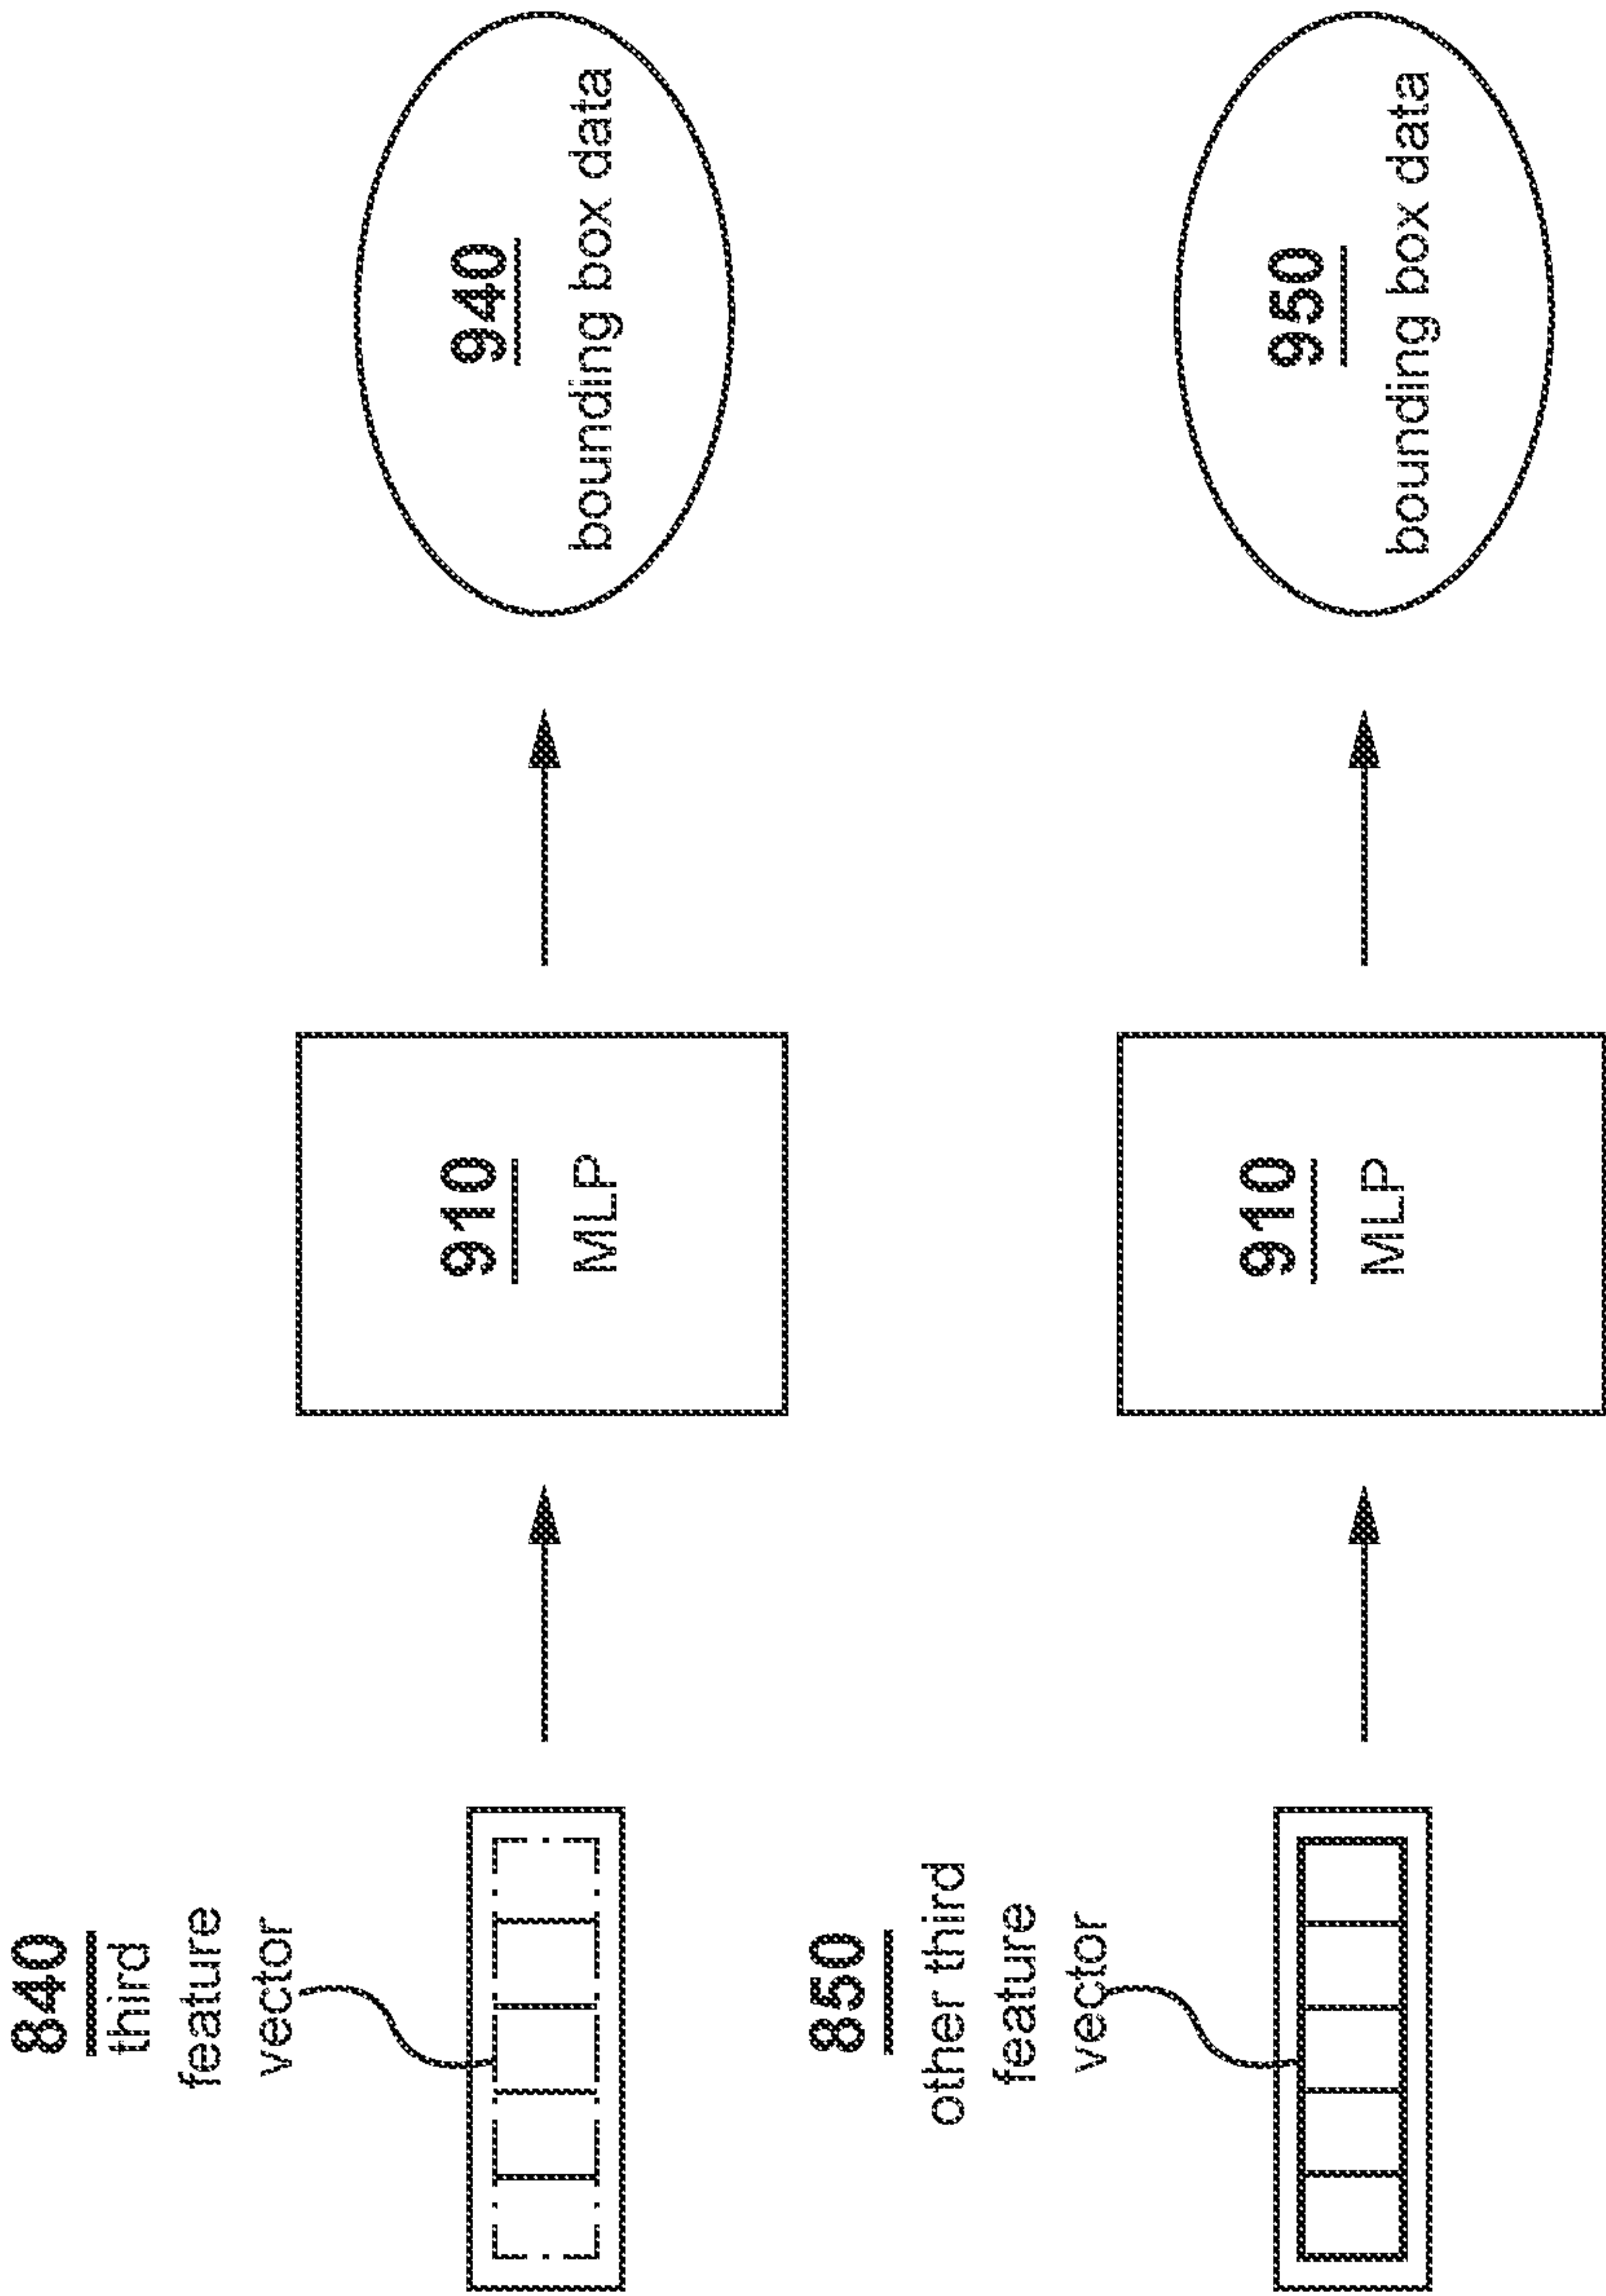 840
third
feature
vector
910
MLP
940
bounding box data
850
other third
feature
vector
910
MLP
950
bounding box data